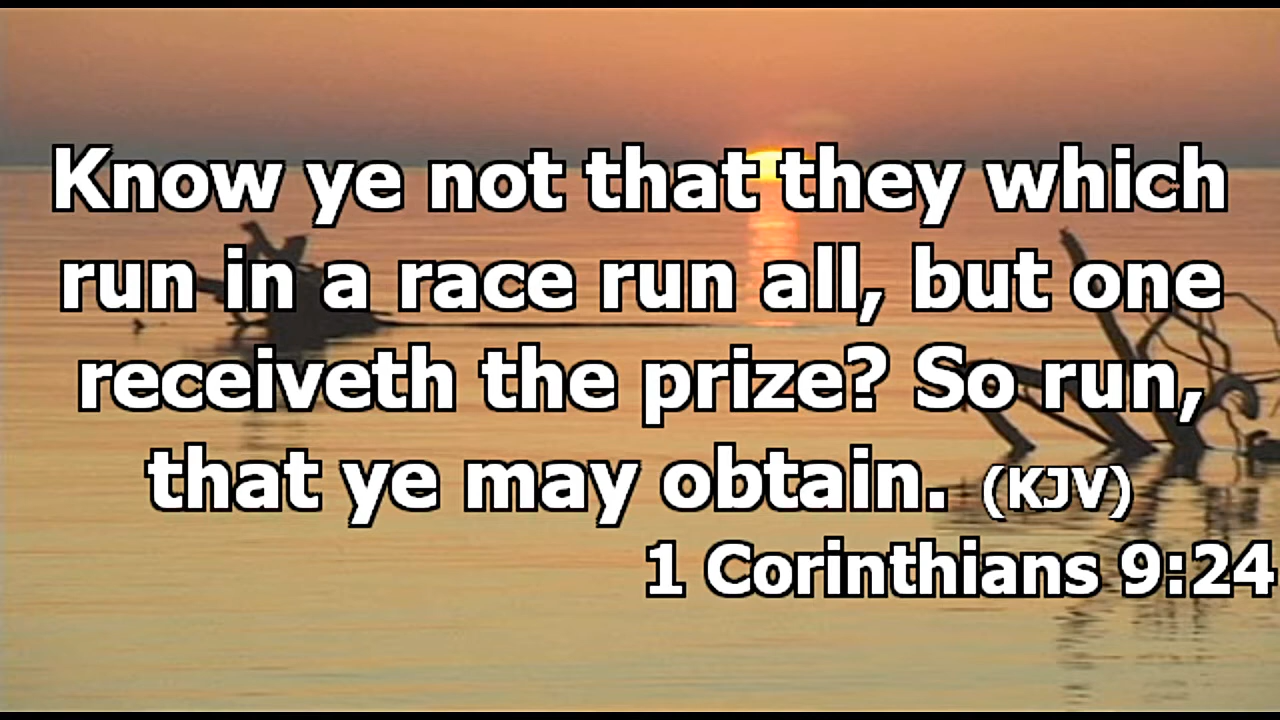 Know ye not that they which
run in a race run all, but one
receiveth the prize? So run,
that ye may obtain. (KJV)
1 Corinthians 9:24